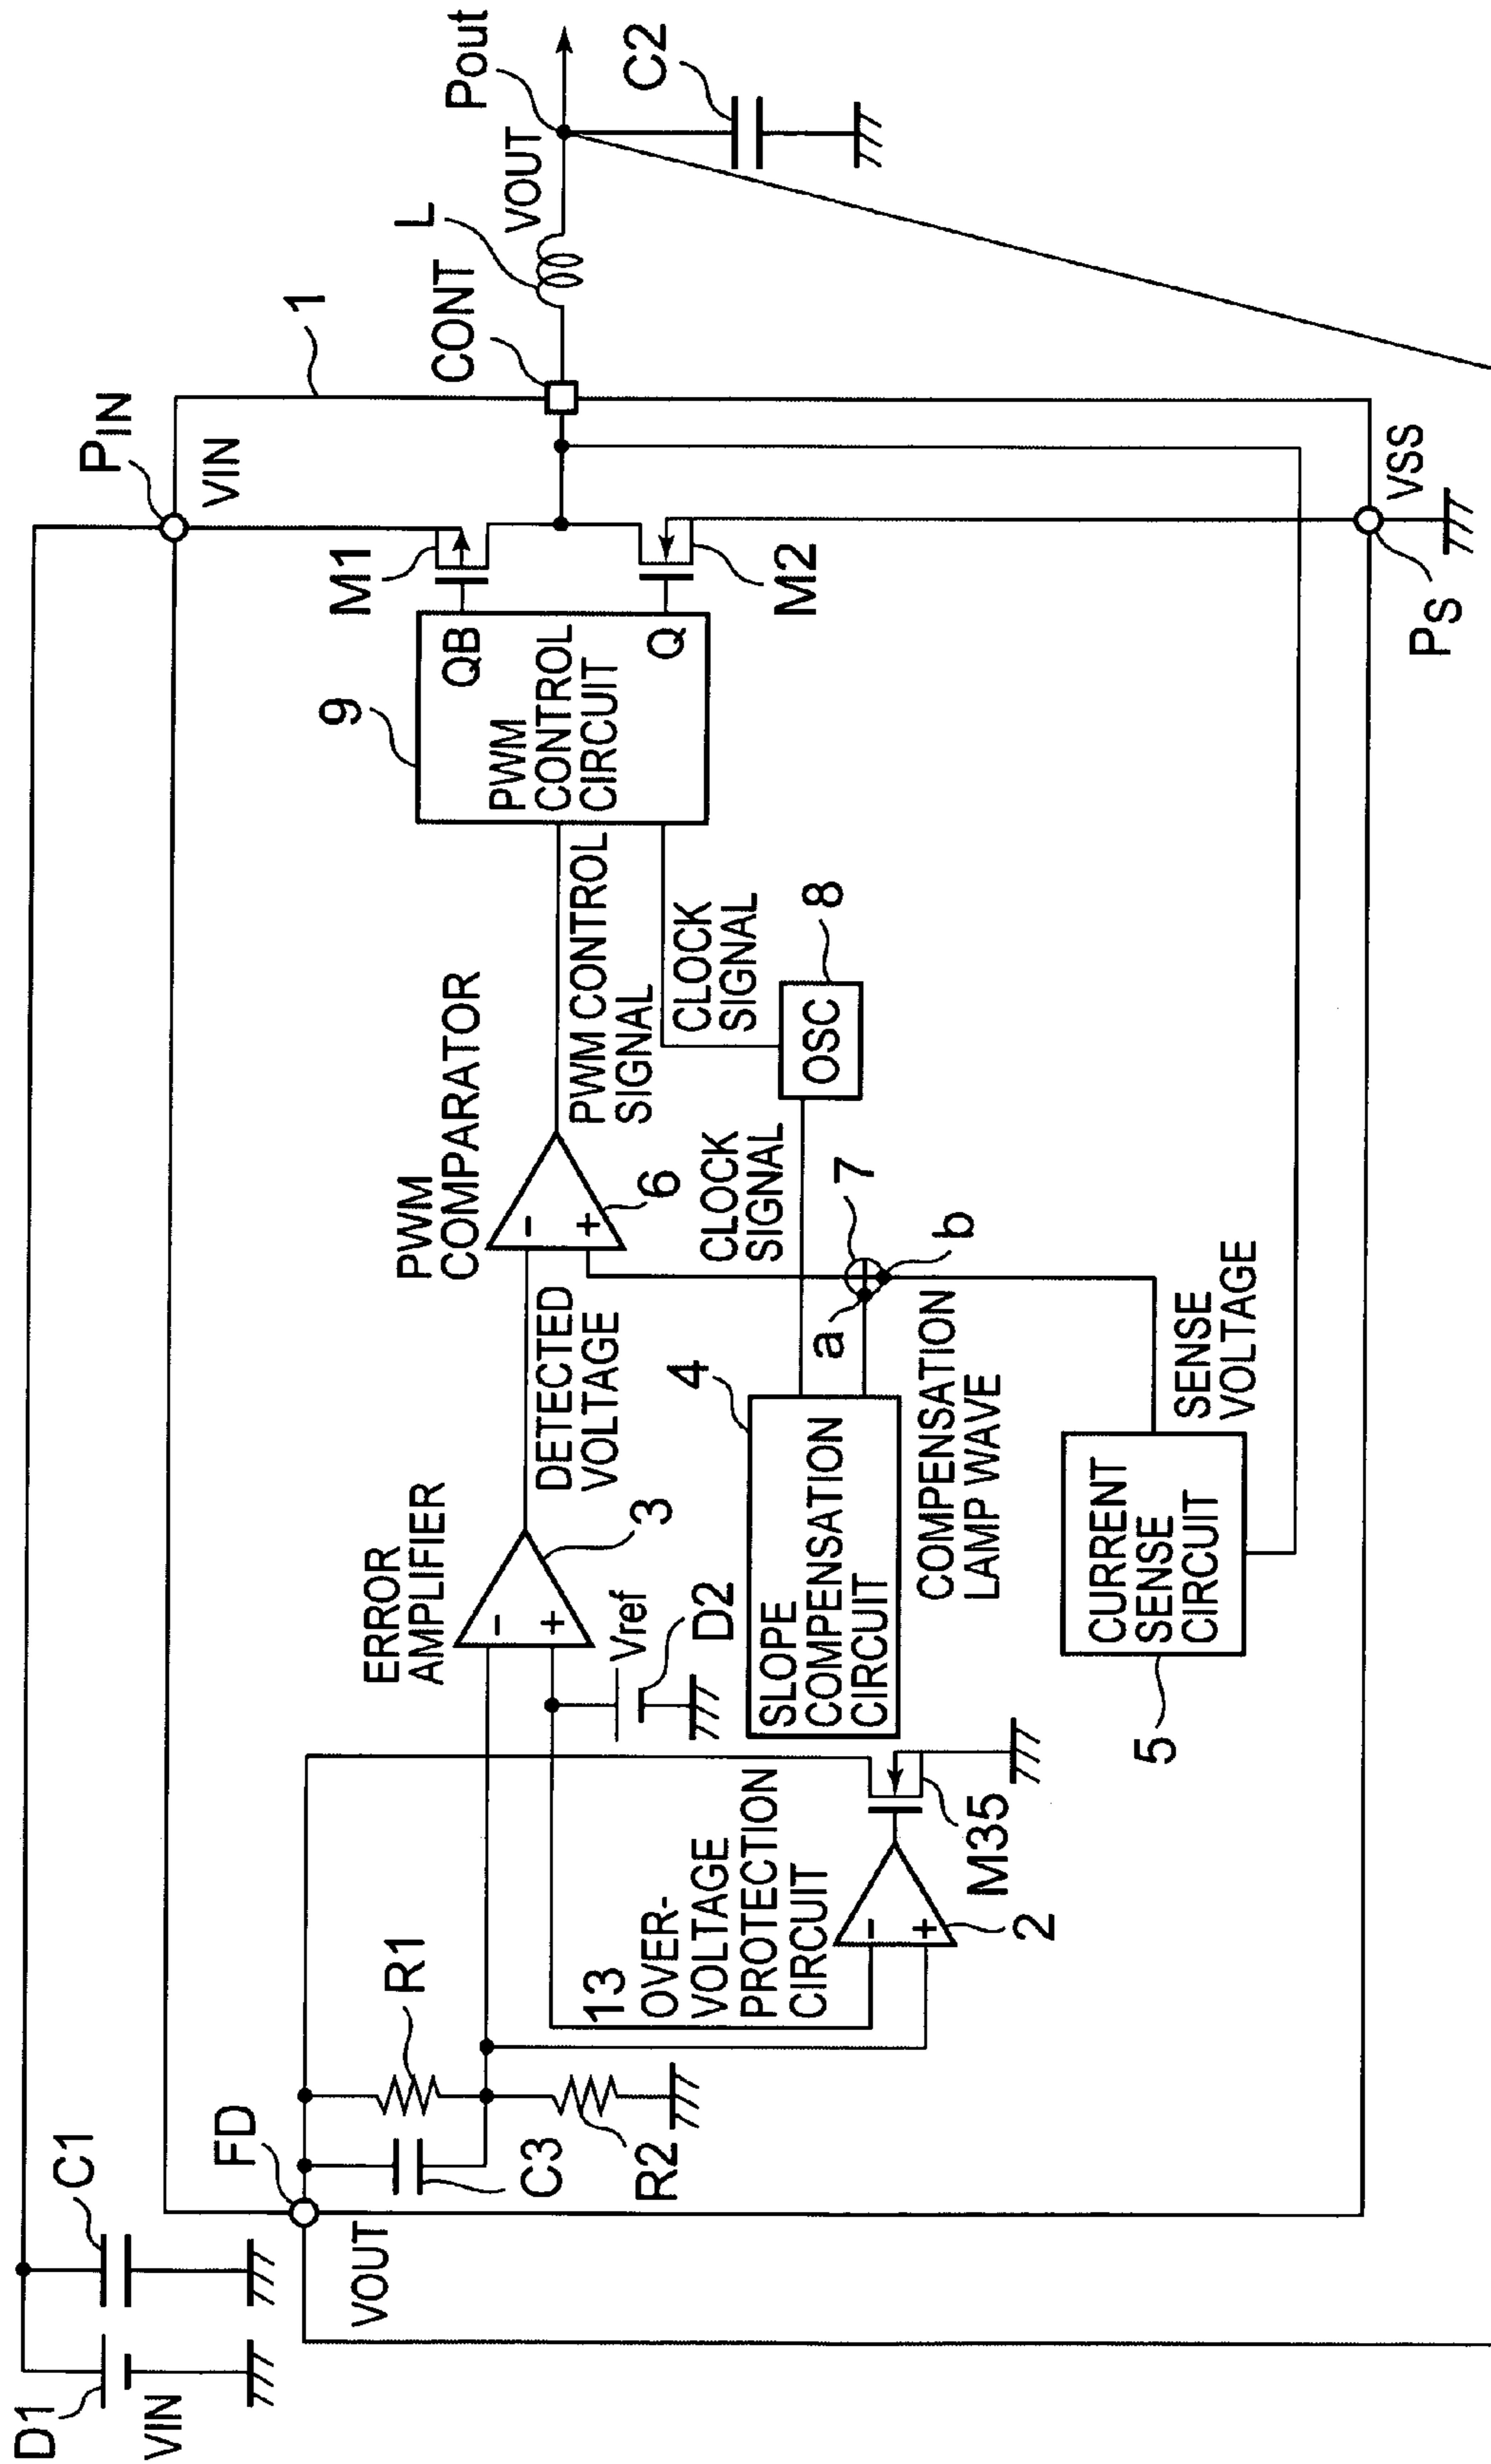 D1
VIN
C1
VOUT
FD
C3
R1
R2
13
OVER-
VOLTAGE
PROTECTION
CIRCUIT
2
M35
ERROR
AMPLIFIER
-
+
-
+
3
Vref
D2
DETECTED
VOLTAGE
4
SLOPE
COMPENSATION
CIRCUIT
COMPENSATION
LAMP WAVE
5
CURRENT
SENSE
CIRCUIT
SENSE
VOLTAGE
a
b
7
PWM
COMPARATOR
-
+
6
CLOCK
SIGNAL
OSC
8
PWM CONTROL
SIGNAL
CLOCK
SIGNAL
9
PWM
CONTROL
CIRCUIT
QB
Q
M1
M2
PIN
VIN
1
CONT
L
VOUT
Pout
C2
VSS
PS